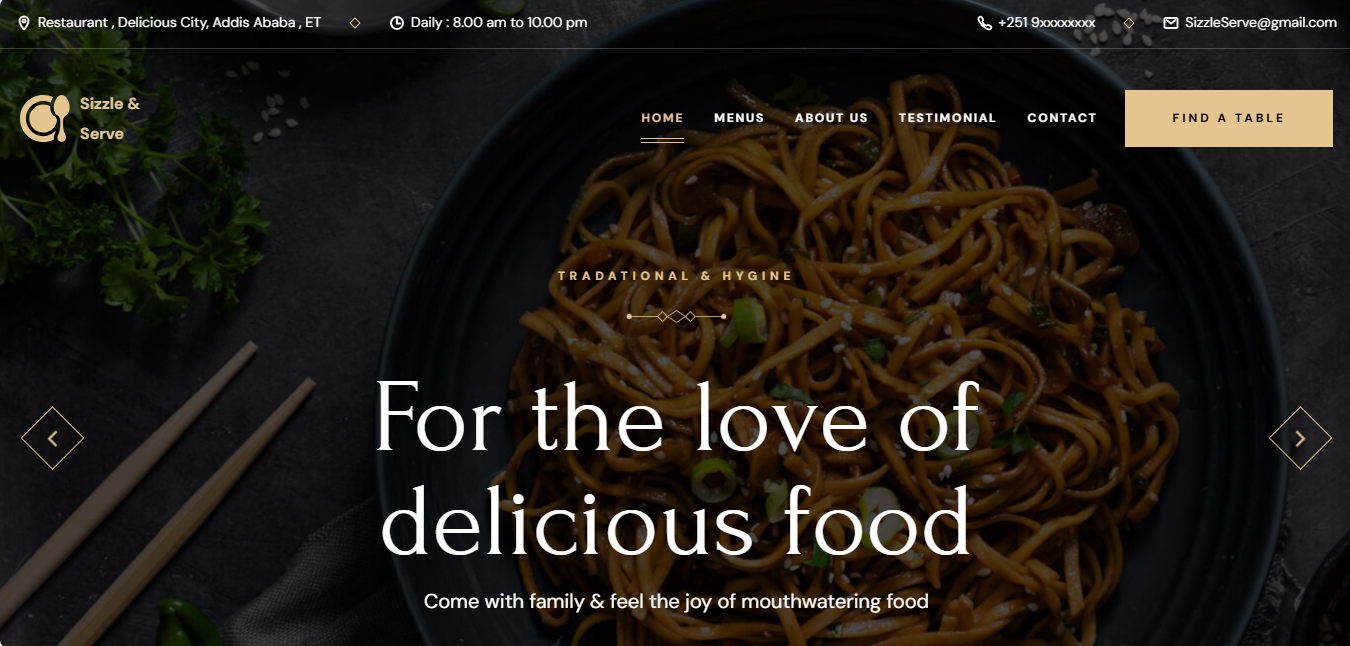 Restaurant , Delicious City, Addis Ababa , ET
Daily : 8.00 am to 10.00 pm
+251 9xxxxxxxx
SizzleServe@gmail.com
Sizzle &
Serve
HOME
MENUS
ABOUT US
TESTIMONIAL
CONTACT
FIND A TABLE
TRADATIONAL & HYGINE
For the love of
delicious food
Come with family & feel the joy of mouthwatering food